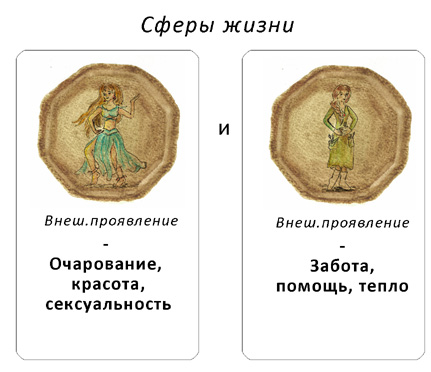 Сферы жизни
и
Внеш.проявление
-
Очарование,
красота,
сексуальность
Внеш.проявление
-
Забота,
помощь, тепло